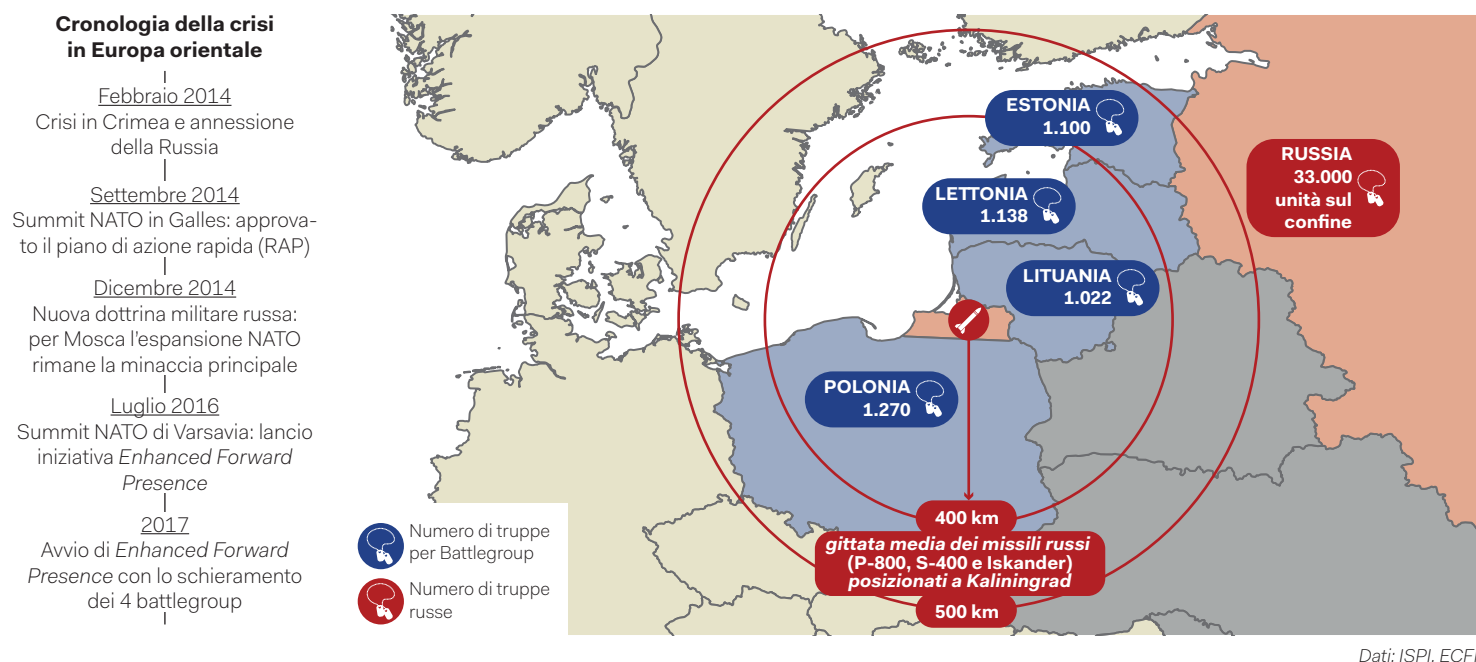 Cronologia della crisi
in Europa orientale
Febbraio 2014
Crisi in Crimea e annessione
della Russia
Settembre 2014
Summit NATO in Galles: approva-
to il piano di azione rapida (RAP)
Dicembre 2014
Nuova dottrina militare russa:
per Mosca l'espansione NATO
rimane la minaccia principale
Luglio 2016
Summit NATO di Varsavia: lancio
iniziativa Enhanced Forward
Presence
2017
Avvio di Enhanced Forward
Presence con lo schieramento
dei 4 battlegroup
ESTONIA
1.100
LETTONIA
1.138
LITUANIA
1.022
POLONIA
1.270
RUSSIA
33.000
unità sul
confine
400 km
gittata media dei missili russi
(P-800, S-400 e Iskander)
posizionati a Kaliningrad
500 km
Numero di truppe
per Battlegroup
Numero di truppe
russe
Dati: ISPI, ECFR